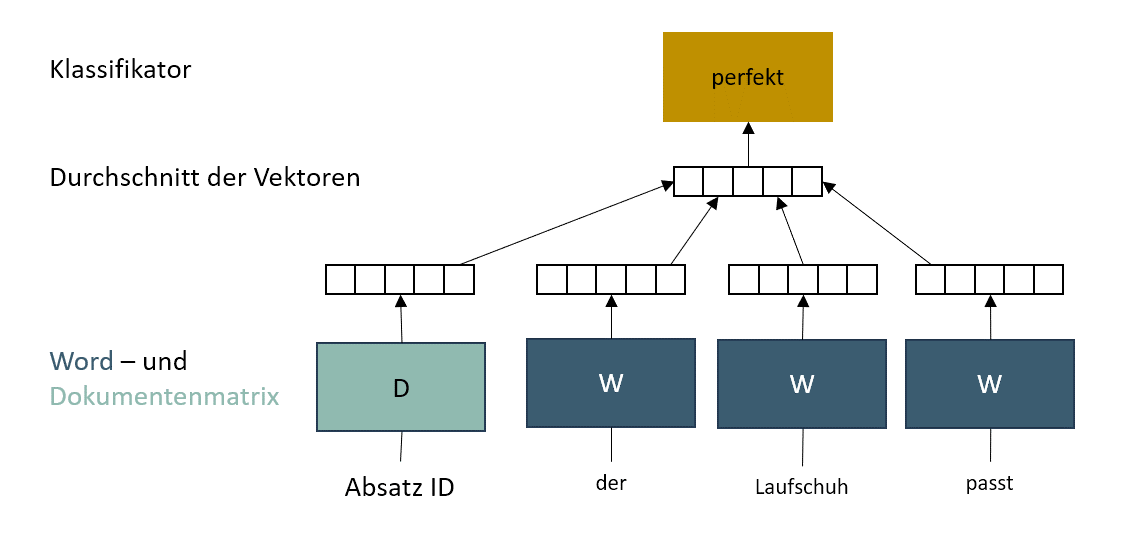 Klassifikator
perfekt
Durchschnitt der Vektoren
Word – und
Dokumentenmatrix
D
W
W
W
Absatz ID
der
Laufschuh
passt